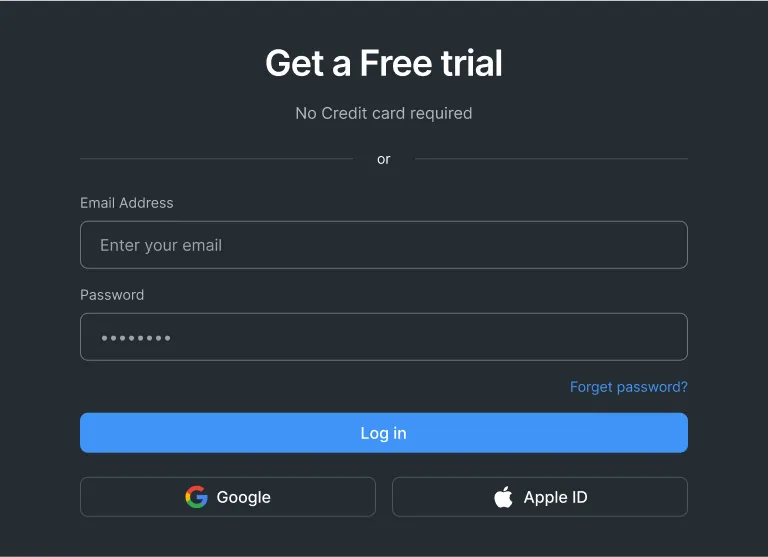 Get a Free trial
No Credit card required
or
Email Address
Enter your email
Password
••••••••
Forget password?
Log in
Google
Apple ID